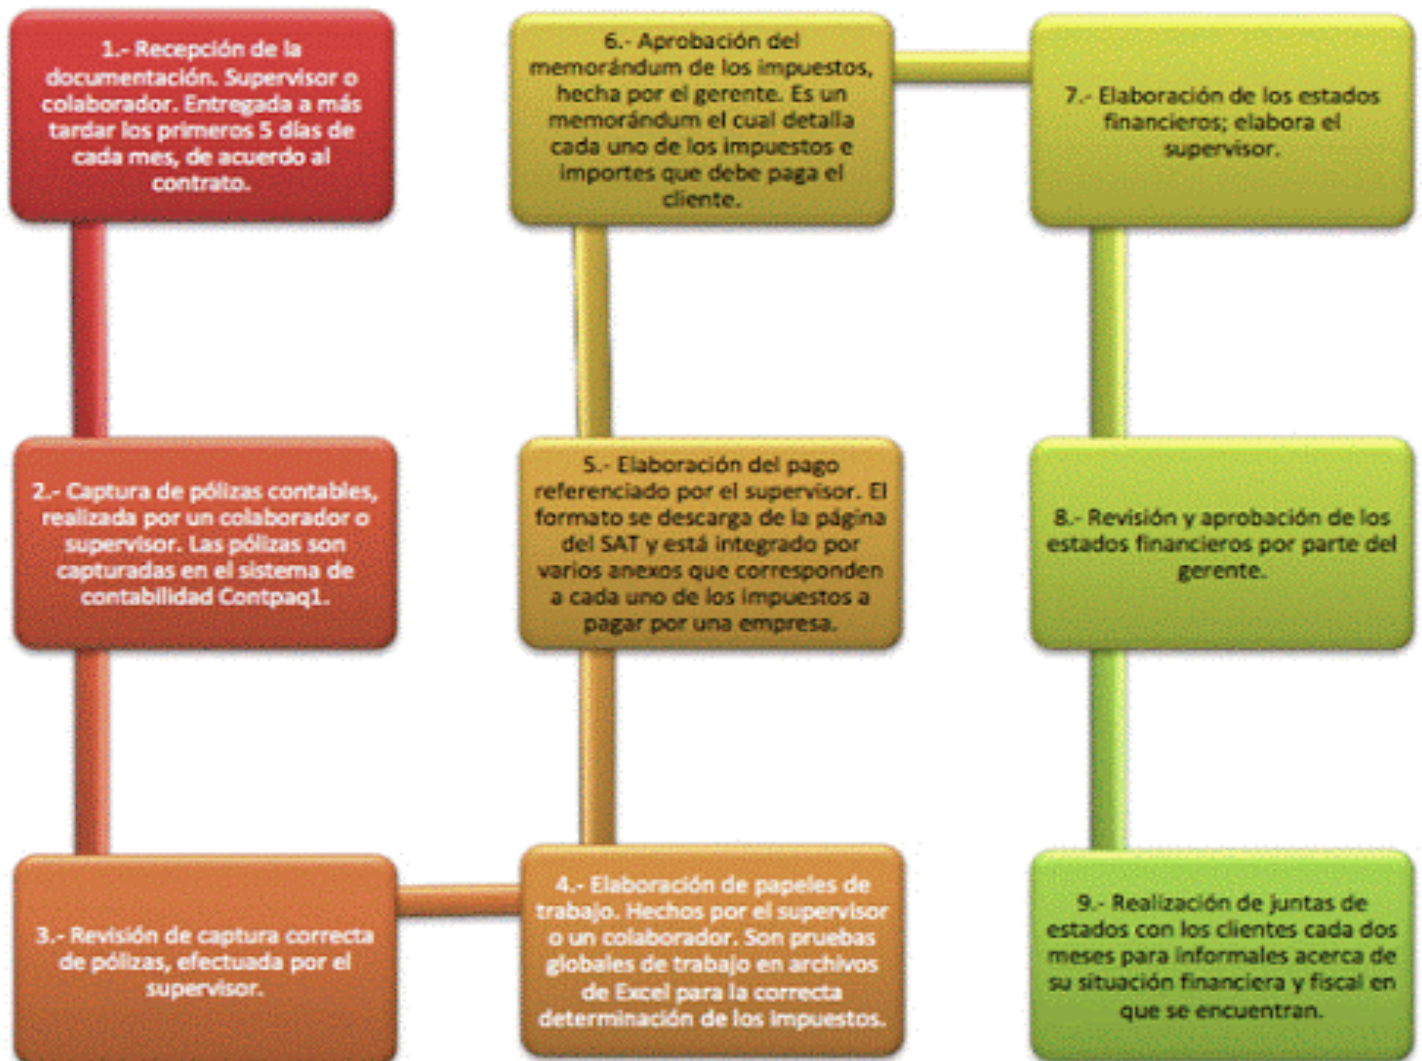 1.- Recepción de la
documentación. Supervisor o
colaborador. Entregada a más
tardar los primeros 5 días de
cada mes, de acuerdo al
contrato.
2.- Captura de pólizas contables,
realizada por un colaborador o
supervisor. Las pólizas son
capturadas en el sistema de
contabilidad Contpaq1.
3.- Revisión de captura correcta
de pólizas, efectuada por el
supervisor.
4.- Elaboración de papeles de
trabajo. Hechos por el supervisor
o un colaborador. Son pruebas
globales de trabajo en archivos
de Excel para la correcta
determinación de los impuestos.
5.- Elaboración del pago
referenciado por el supervisor. El
formato se descarga de la página
del SAT y está integrado por
varios anexos que corresponden
a cada uno de los impuestos a
pagar por una empresa.
6.- Aprobación del
memorándum de los impuestos,
hecha por el gerente. Es un
memorándum el cual detalla
cada uno de los impuestos e
importes que debe paga el
cliente.
7.- Elaboración de los estados
financieros; elabora el
supervisor.
8.- Revisión y aprobación de los
estados financieros por parte del
gerente.
9.- Realización de juntas de
estados con los clientes cada dos
meses para informales acerca de
su situación financiera y fiscal en
que se encuentran.